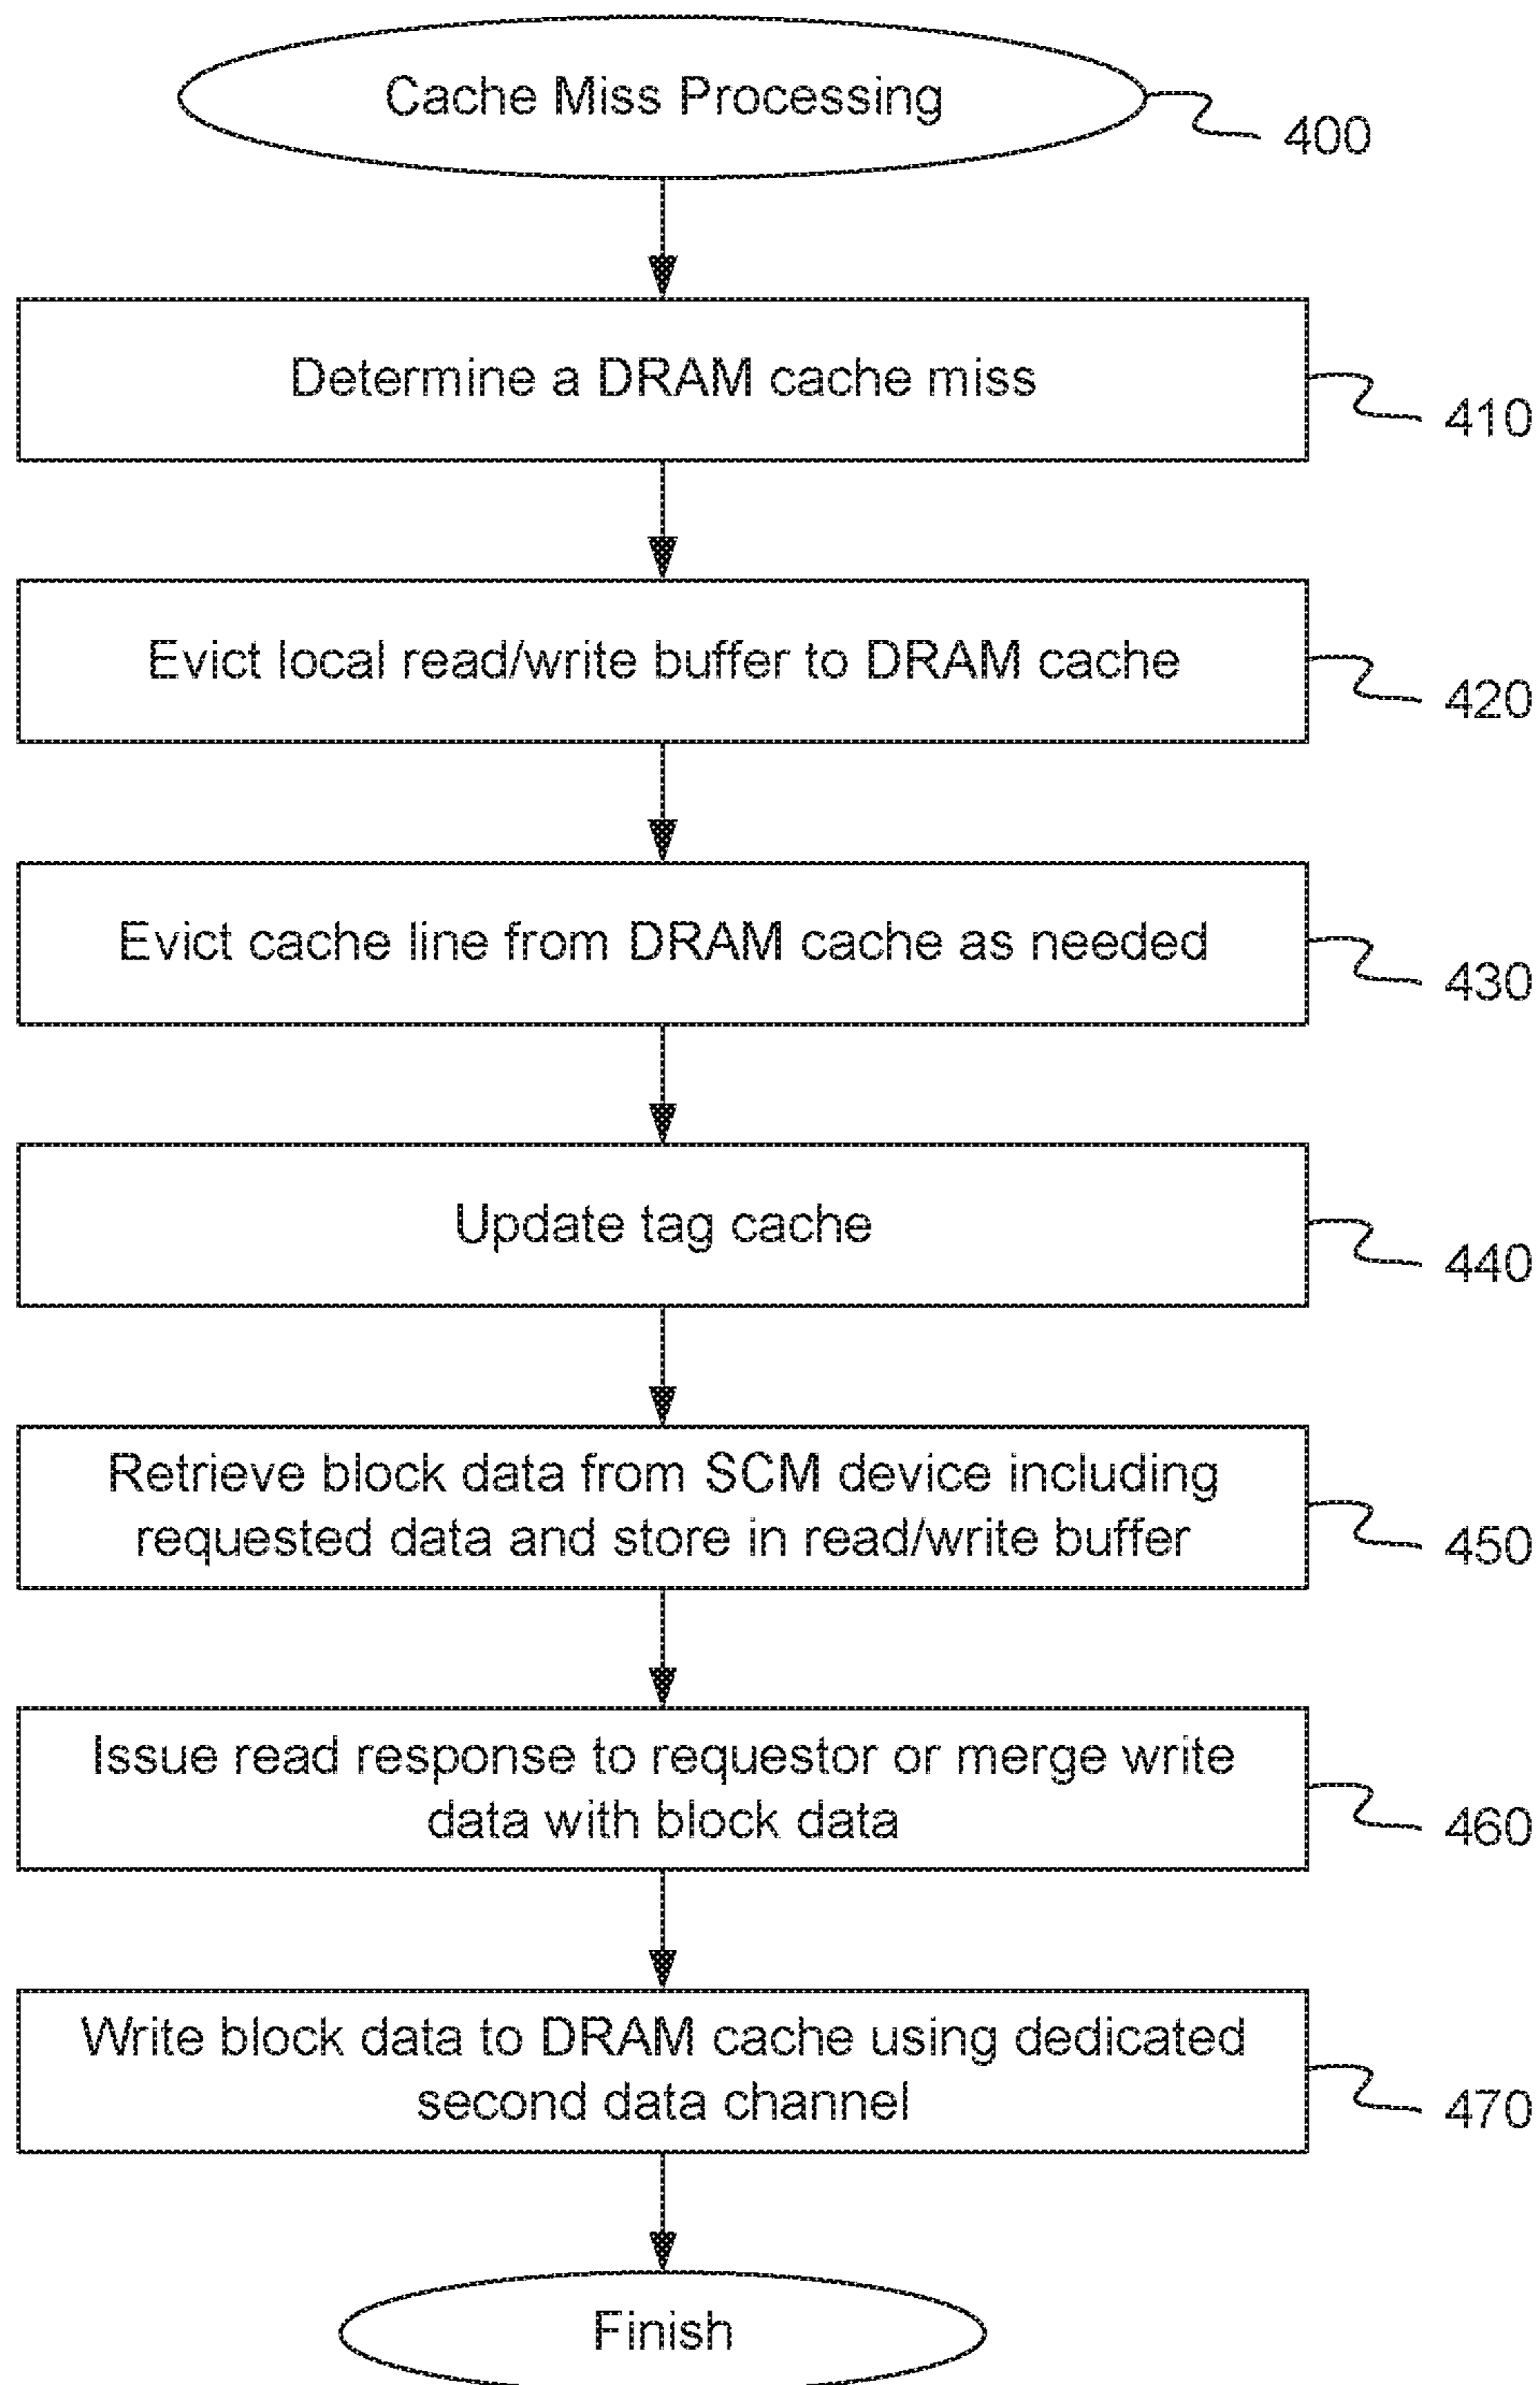 Cache Miss Processing
400
Determine a DRAM cache miss
410
Evict local read/write buffer to DRAM cache
420
Evict cache line from DRAM cache as needed
430
Update tag cache
440
Retrieve block data from SCM device including
requested data and store in read/write buffer
450
Issue read response to requestor or merge write
data with block data
460
Write block data to DRAM cache using dedicated
second data channel
470
Finish